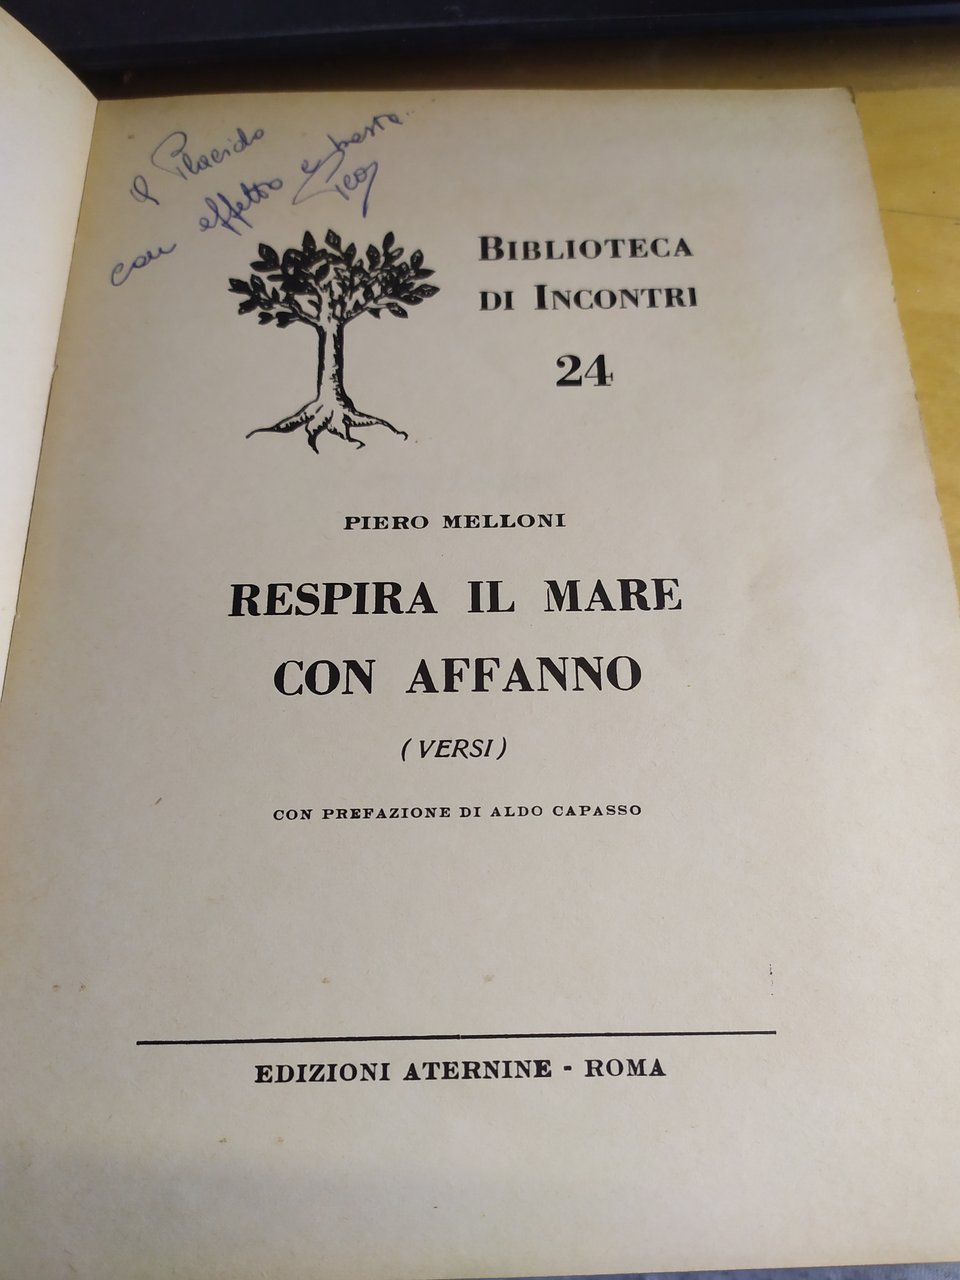 a Placido
con affetto e basta
BIBLIOTECA
DI INCONTRI
24
PIERO MELLONI
RESPIRA IL MARE
CON AFFANNO
(VERSI)
CON PREFAZIONE DI ALDO CAPASSO
EDIZIONI ATERNINE - ROMA